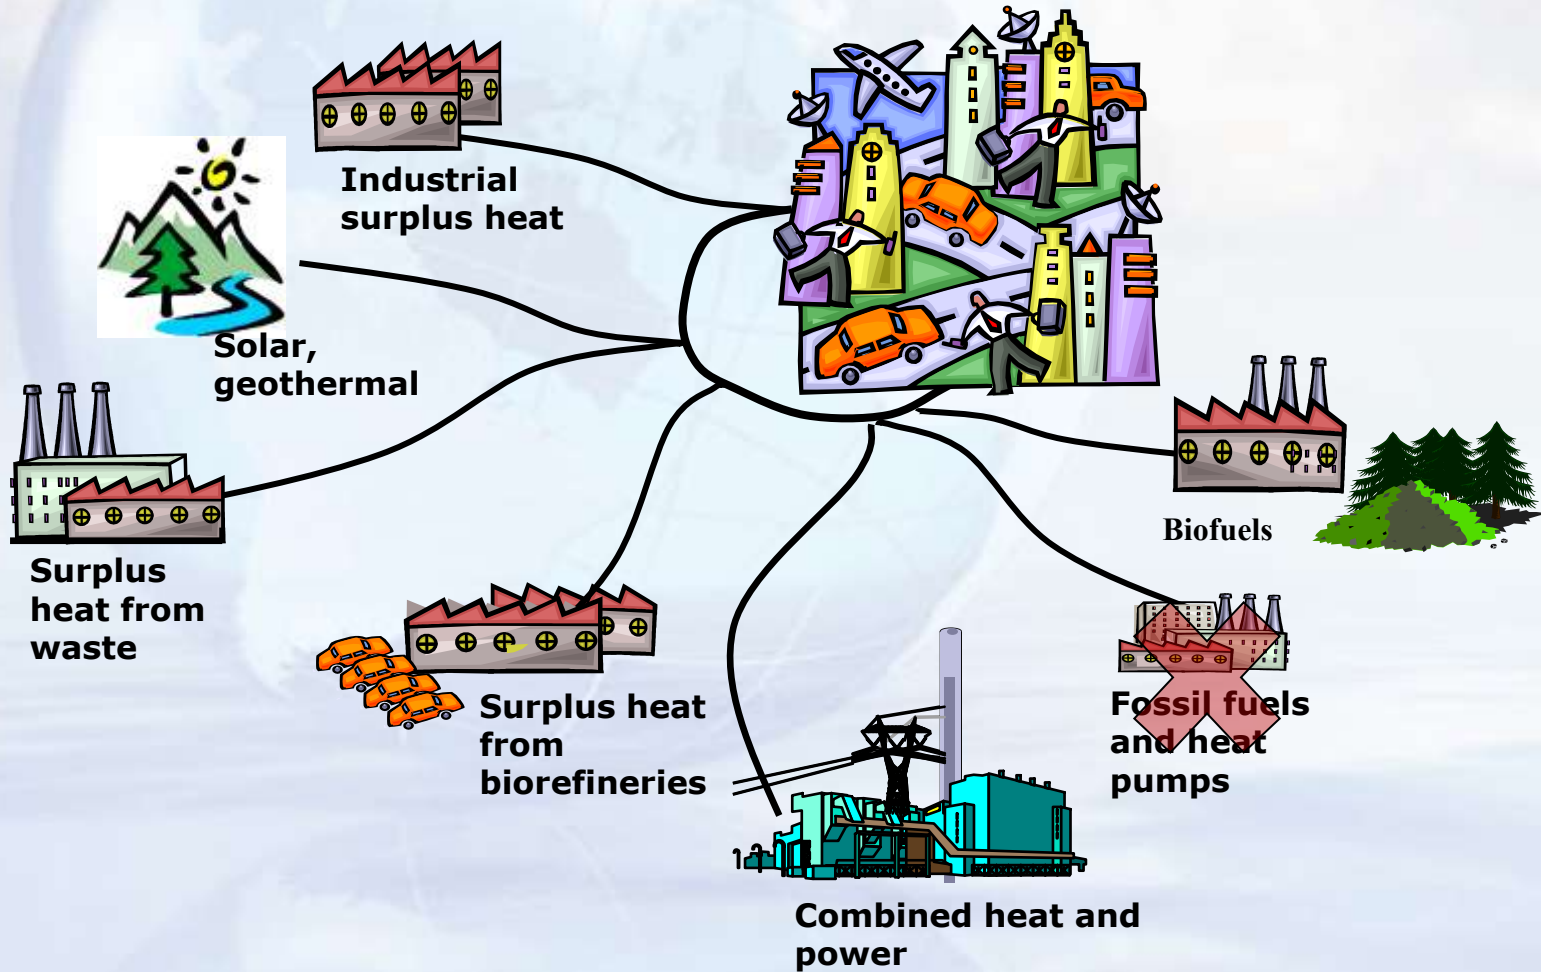 Industrial
surplus heat
Solar,
geothermal
Surplus
heat from
waste
Surplus heat
from
biorefineries
Combined heat and
power
Fossil fuels
and heat
pumps
Biofuels